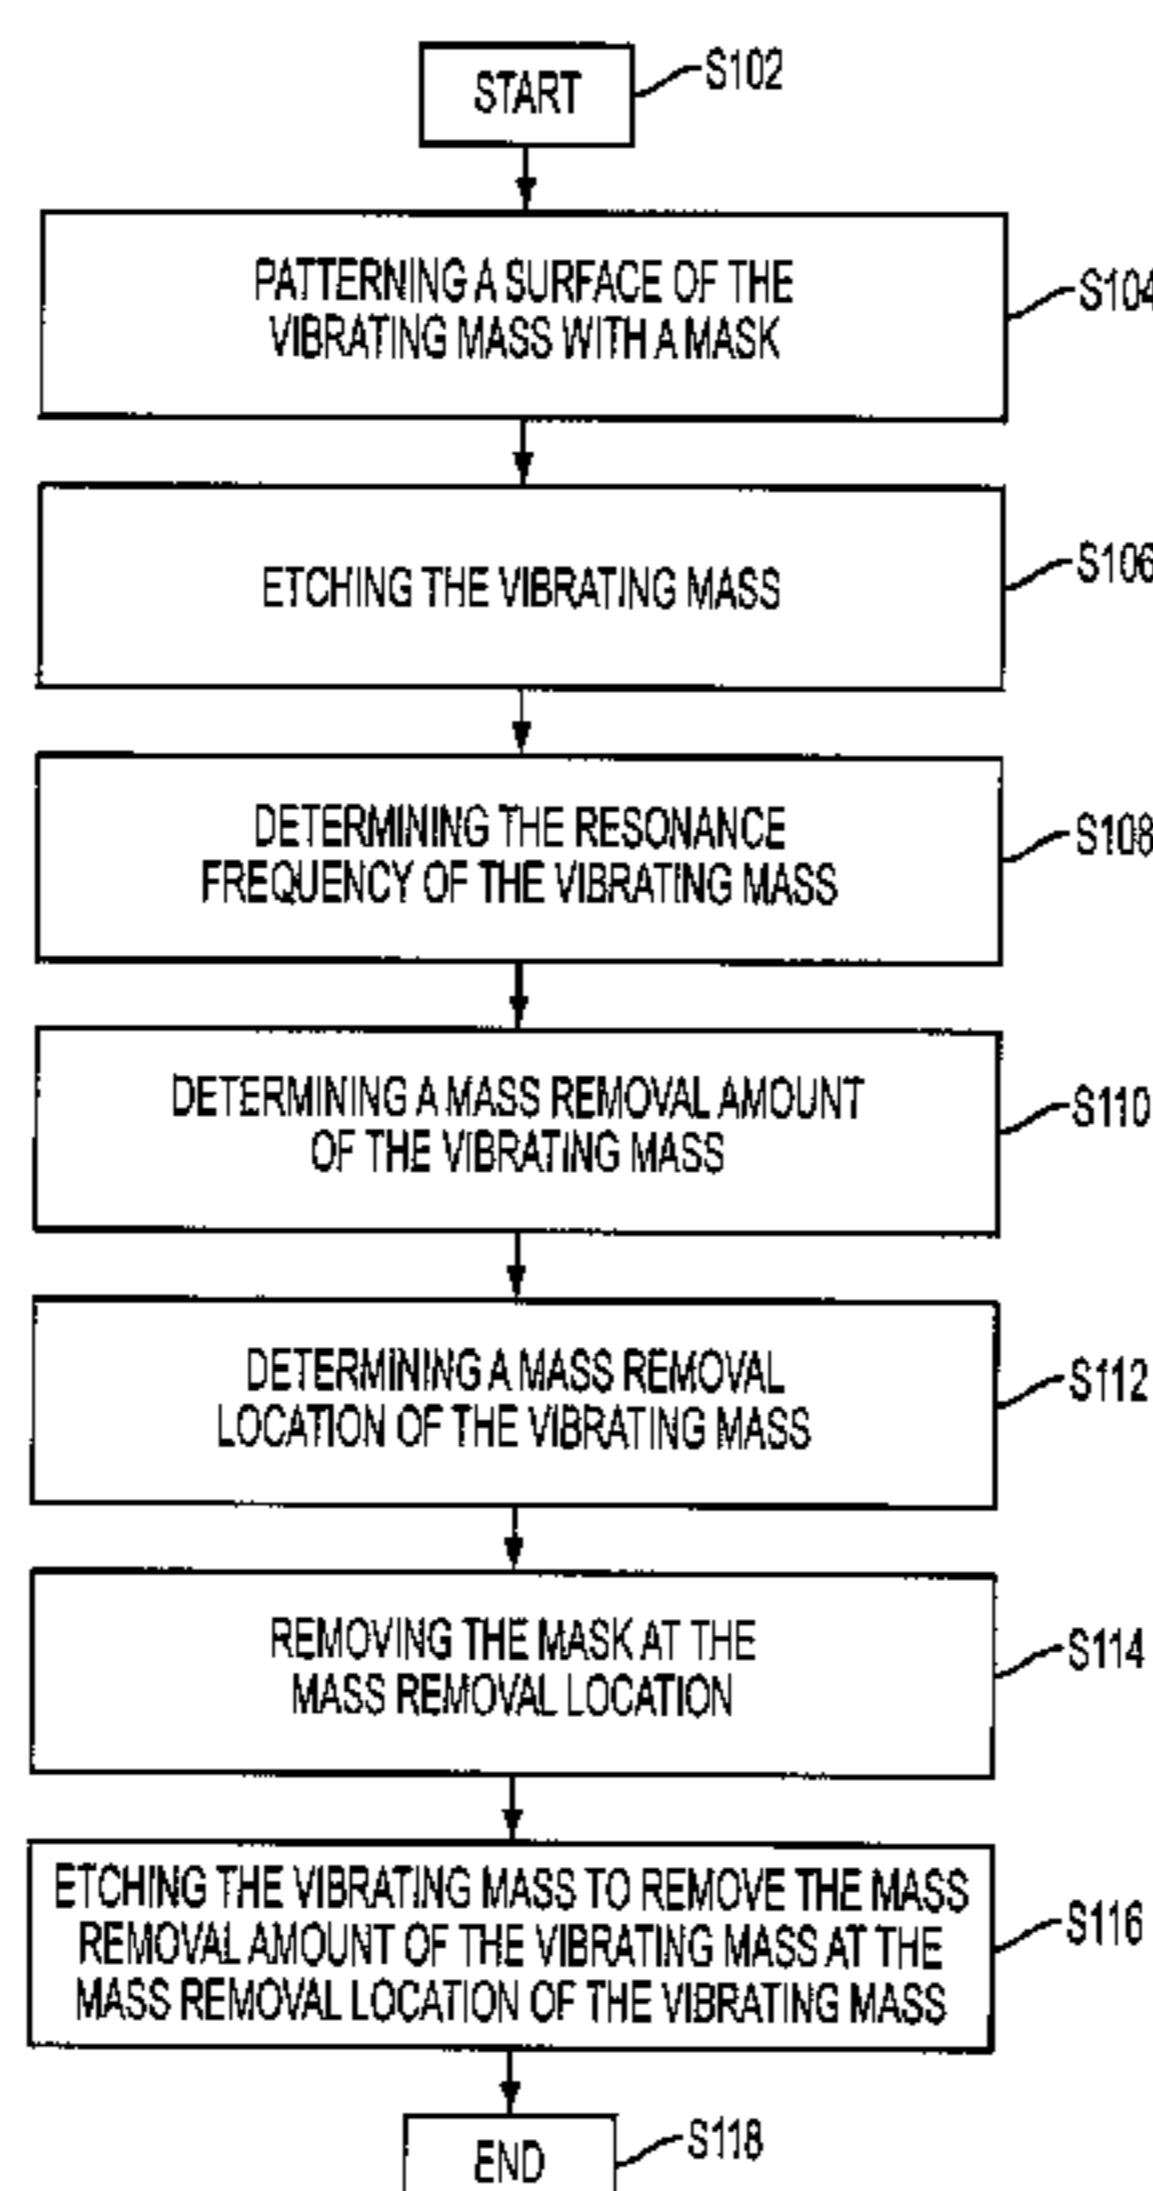 START
S102
PATTERNING A SURFACE OF THE
VIBRATING MASS WITH A MASK
S104
ETCHING THE VIBRATING MASS
S106
DETERMINING THE RESONANCE
FREQUENCY OF THE VIBRATING MASS
S108
DETERMINING A MASS REMOVAL AMOUNT
OF THE VIBRATING MASS
S110
DETERMINING A MASS REMOVAL
LOCATION OF THE VIBRATING MASS
S112
REMOVING THE MASK AT THE
MASS REMOVAL LOCATION
S114
ETCHING THE VIBRATING MASS TO REMOVE THE MASS
REMOVAL AMOUNT OF THE VIBRATING MASS AT THE
MASS REMOVAL LOCATION OF THE VIBRATING MASS
S116
END
S118